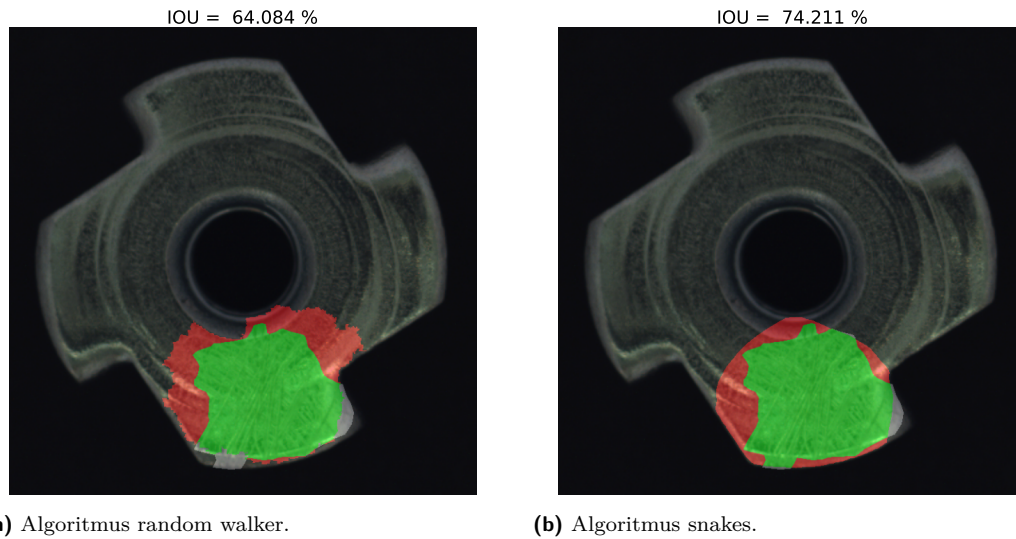 IOU = 64.084 %
IOU = 74.211 %
) Algoritmus random walker.
(b) Algoritmus snakes.